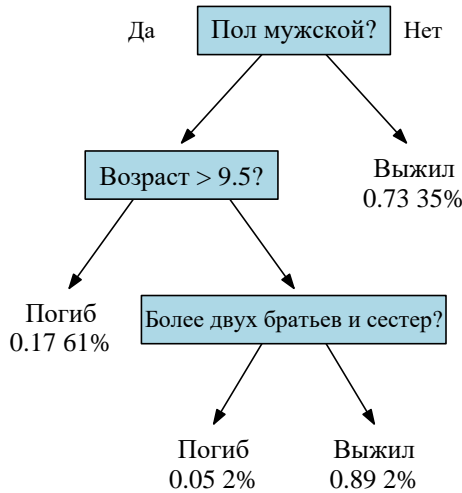 Да
Пол мужской?
Нет
Возраст > 9.5?
Выжил
0.73 35%
Погиб
0.17 61%
Более двух братьев и сестер?
Погиб
0.05 2%
Выжил
0.89 2%